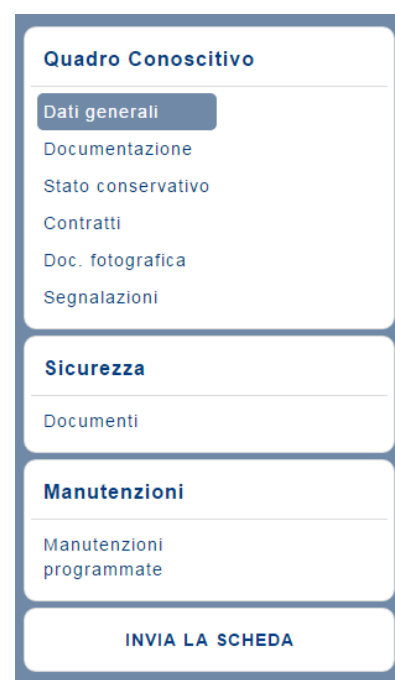 Quadro Conoscitivo
Dati generali
Documentazione
Stato conservativo
Contratti
Doc. fotografica
Segnalazioni
Sicurezza
Documenti
Manutenzioni
Manutenzioni
programmate
INVIA LA SCHEDA